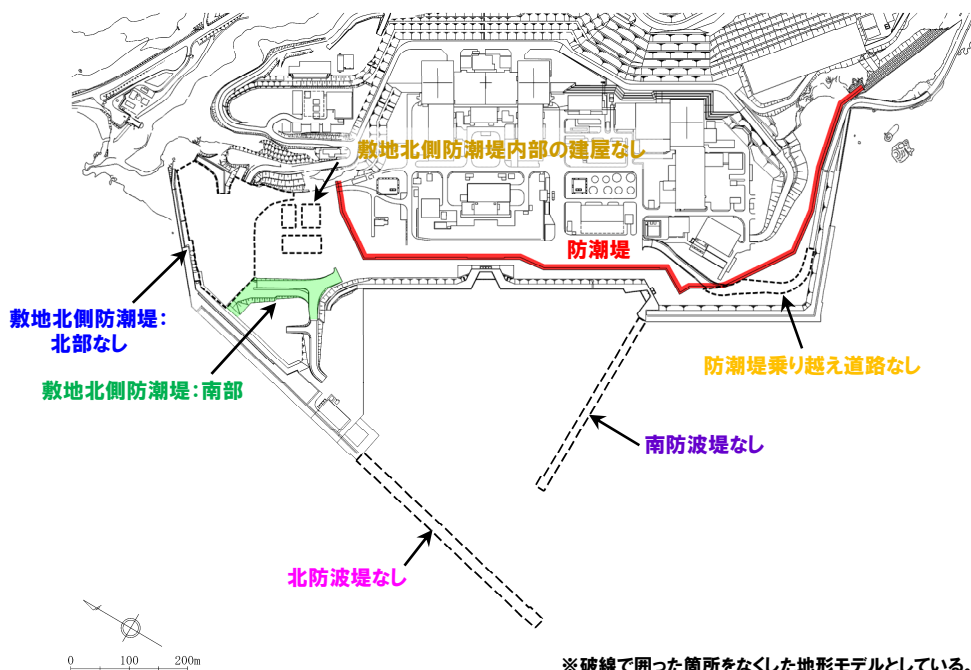 敷地北側防潮堤内部の建屋なし
防潮堤
敷地北側防潮堤：
北部なし
防潮堤乗り越え道路なし
敷地北側防潮堤：南部
南防波堤なし
北防波堤なし
0 100 200m
※破線で囲った箇所をなくした地形モデルとしている。